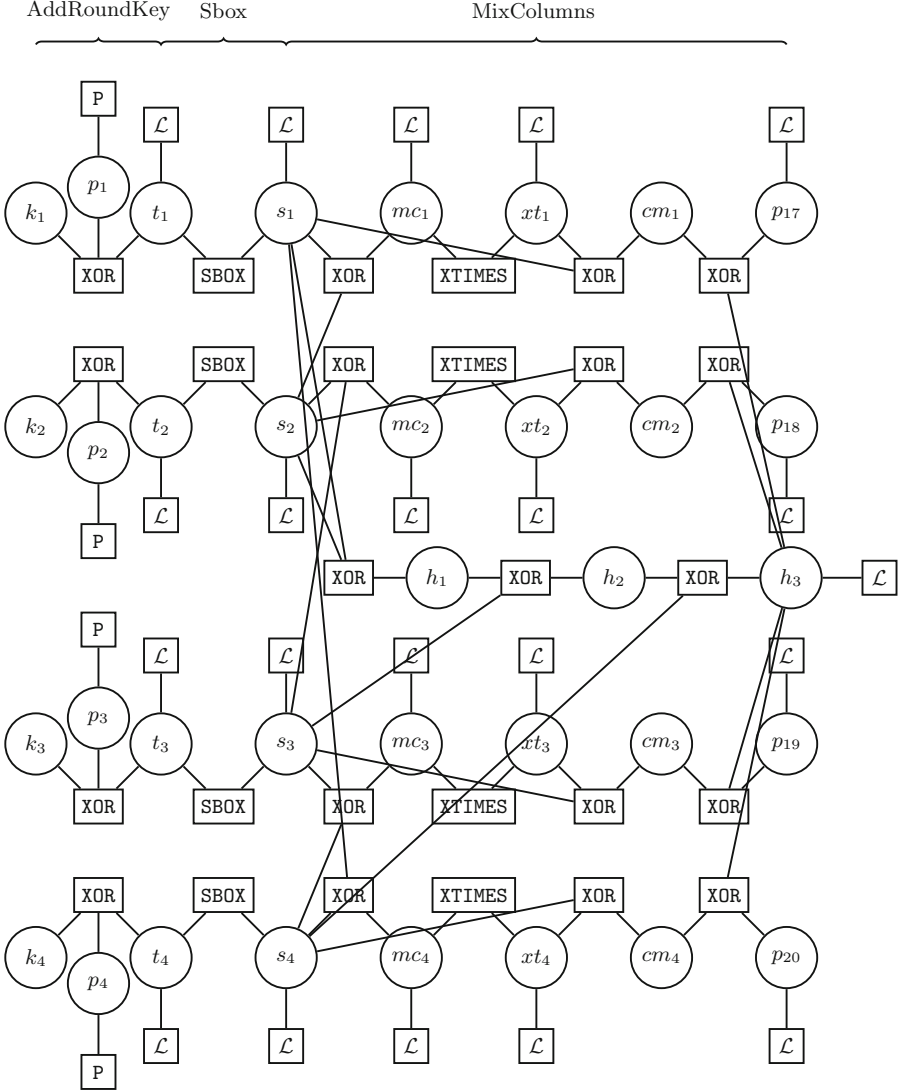 AddRoundKey Sbox MixColumns
P ℒ ℒ ℒ ℒ ℒ
k₁ p₁ t₁ s₁ mc₁ xt₁ cm₁ p₁₇
XOR SBOX XOR XTIMES XOR XOR
XOR SBOX XOR XTIMES XOR XOR
k₂ p₂ t₂ s₂ mc₂ xt₂ cm₂ p₁₈
P ℒ ℒ ℒ ℒ ℒ
XOR h₁ XOR h₂ XOR h₃ ℒ
P ℒ ℒ ℒ ℒ ℒ
k₃ p₃ t₃ s₃ mc₃ xt₃ cm₃ p₁₉
XOR SBOX XOR XTIMES XOR XOR
XOR SBOX XOR XTIMES XOR XOR
k₄ p₄ t₄ s₄ mc₄ xt₄ cm₄ p₂₀
P ℒ ℒ ℒ ℒ ℒ